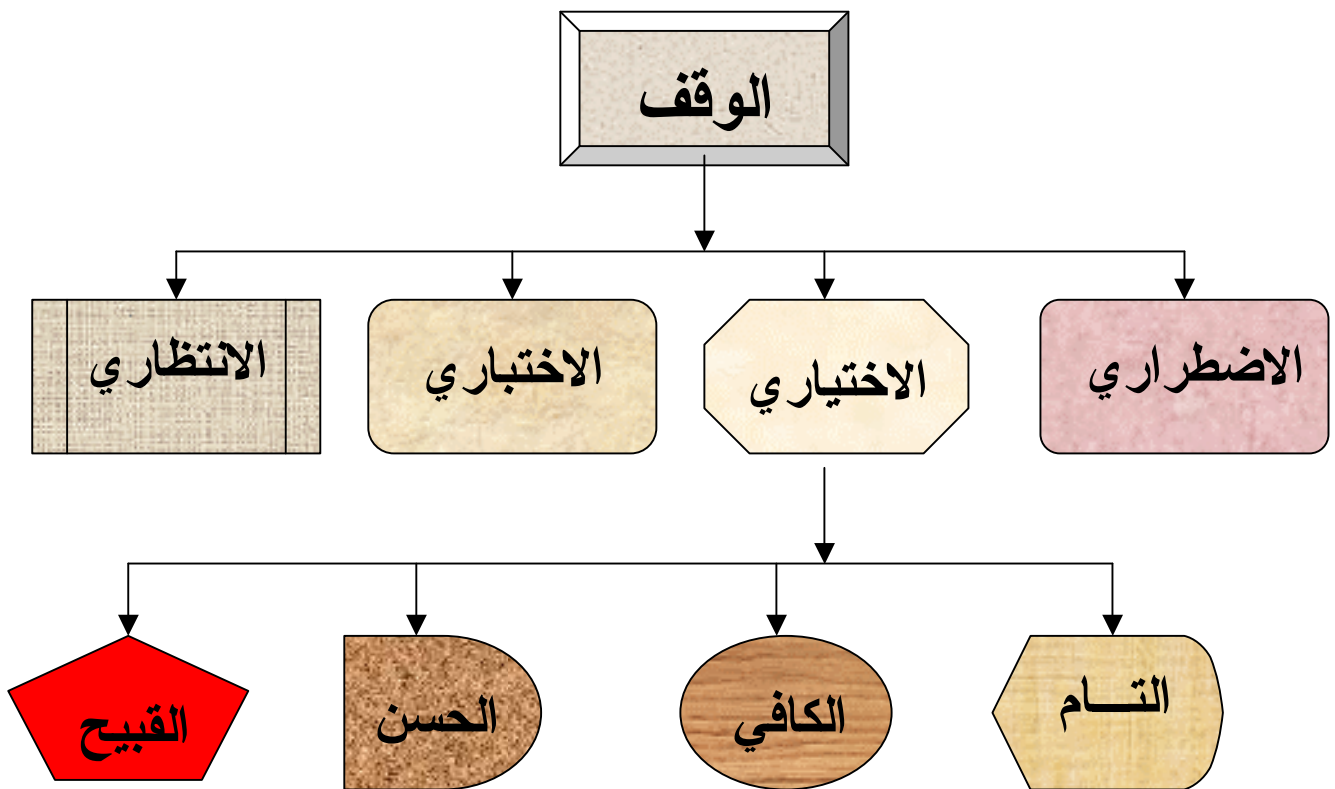 الوقف
الاضطراري
الاختياري
الاختباري
الانتظاري
التـــام
الكافي
الحسن
القبيح